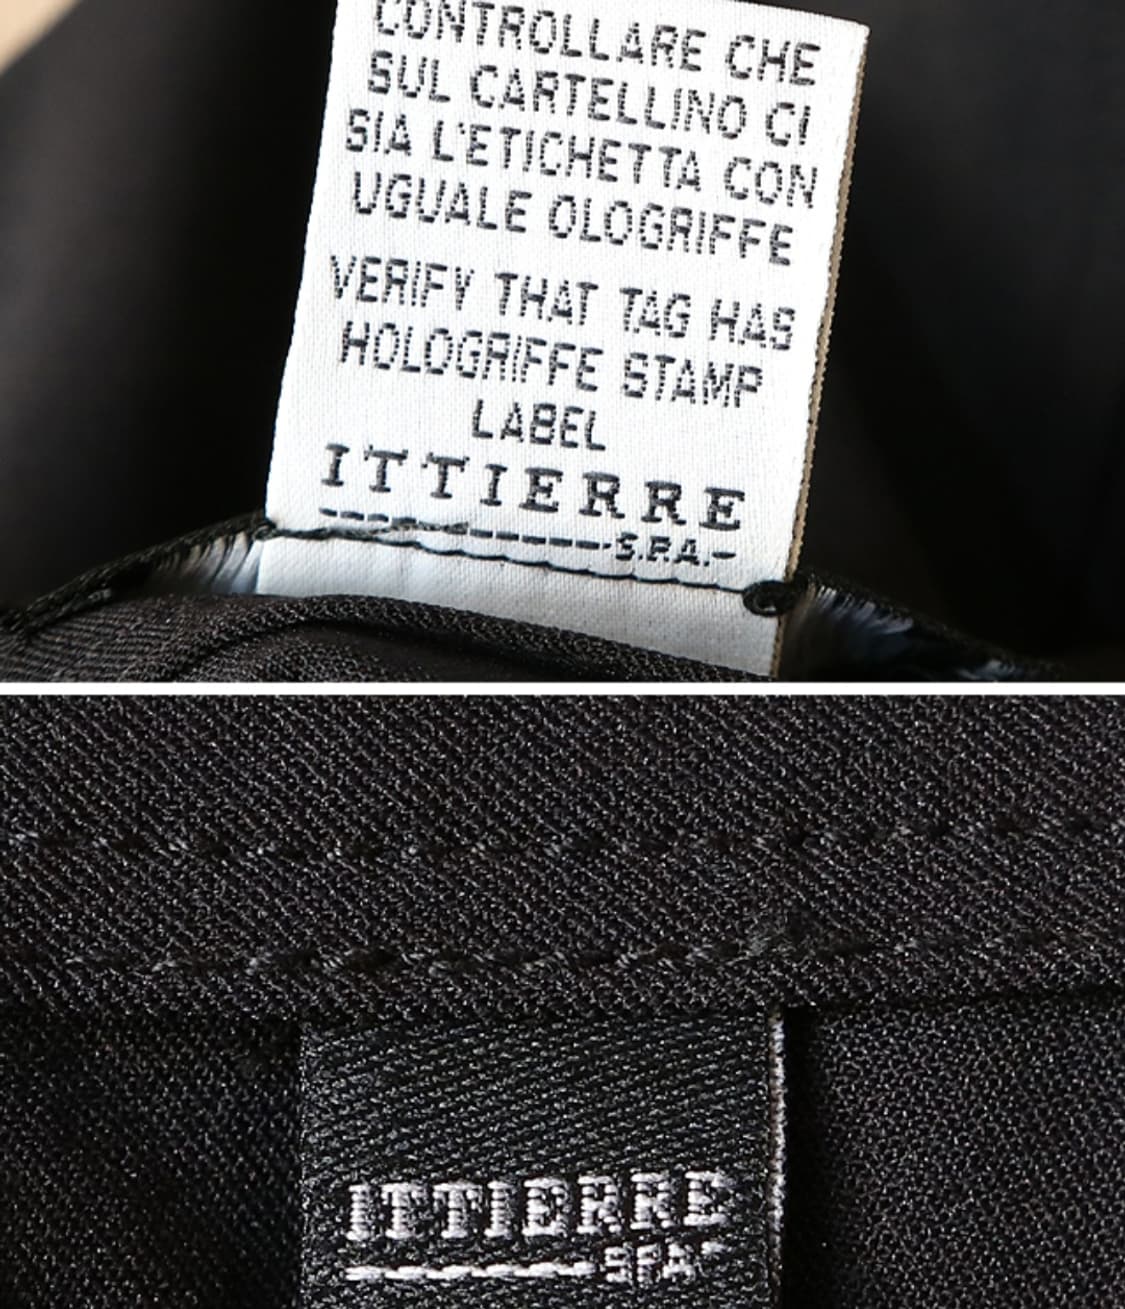 CONTROLLARE CHE
SUL CARTELLINO CI
SIA L'ETICHETTA CON
UGUALE OLOGRIFFE
VERIFY THAT TAG HAS
HOLOGRIFFE STAMP
LABEL
ITTIERRE
S.P.A.
ITTIERRE
SPA